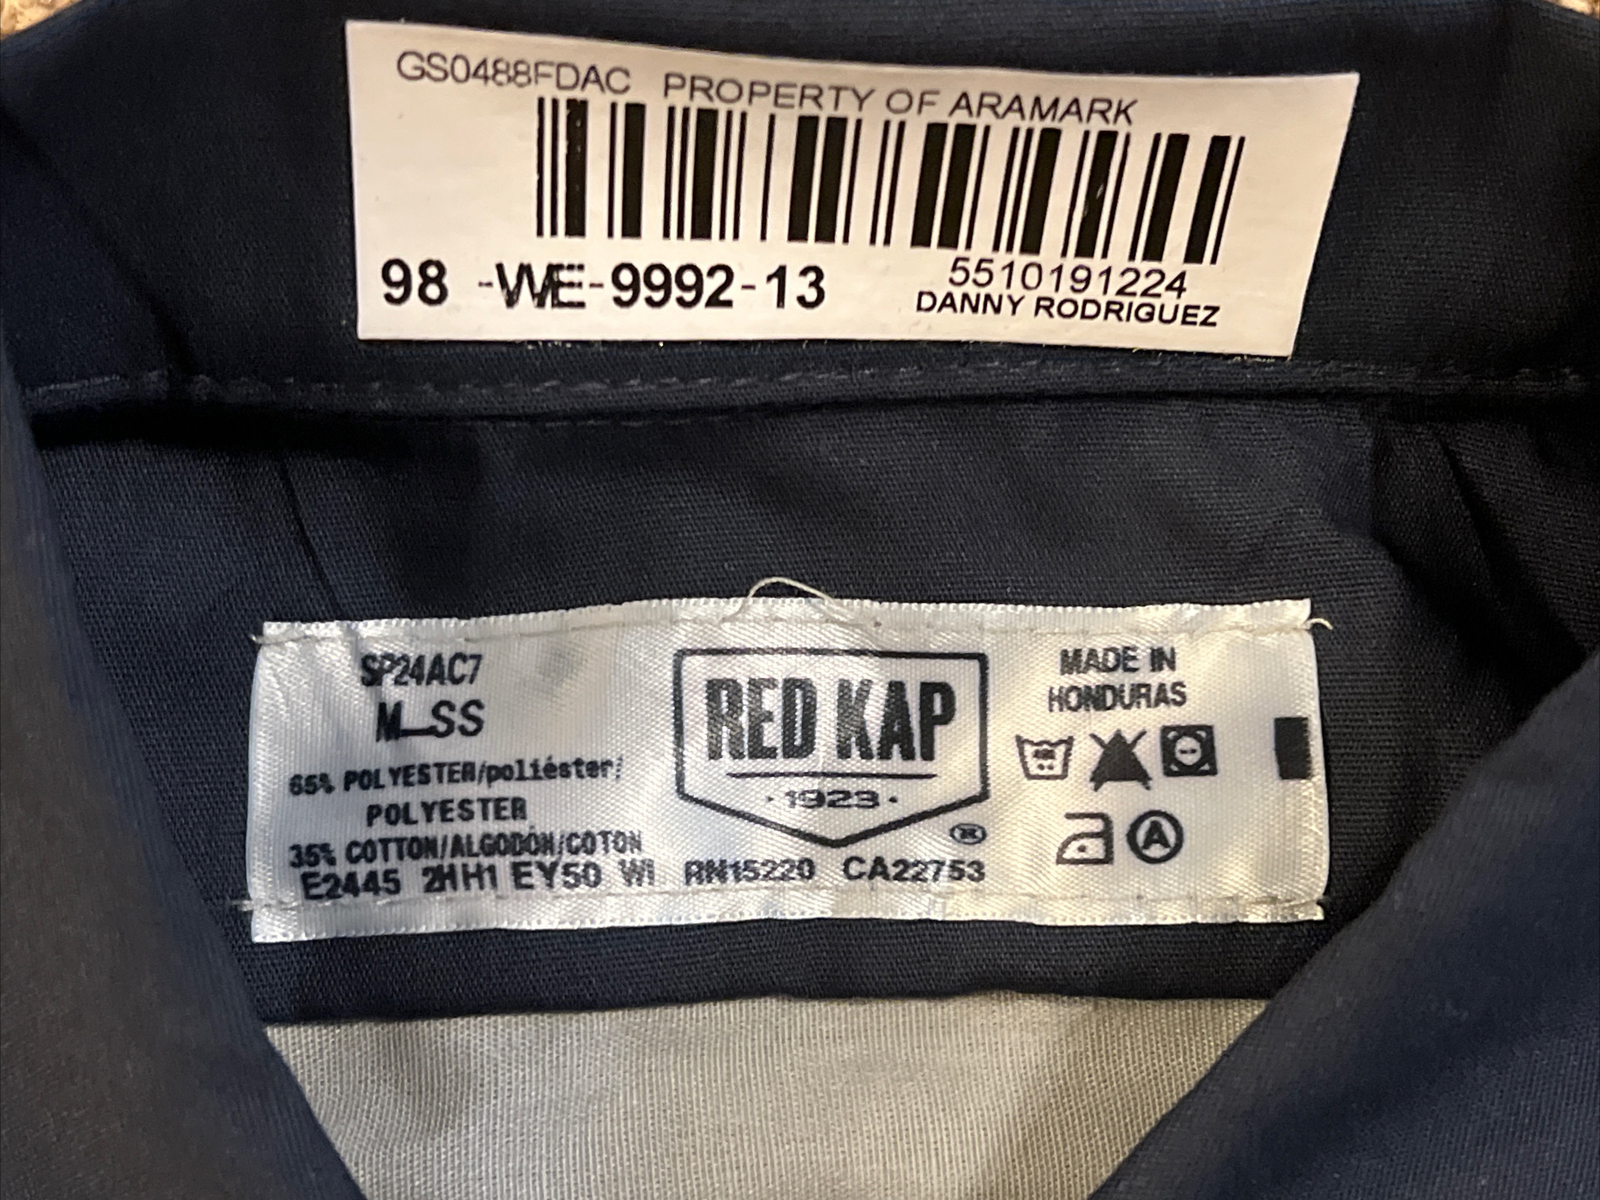 GS0488FDAC PROPERTY OF ARAMARK
98 -WE-9992-13
5510191224
DANNY RODRIGUEZ
SP24AC7
M-SS
65% POLYESTER/poliéster/
POLYESTER
35% COTTON/ALGODÓN/COTON
E2445 2HH1 EY50 WI RN15220 CA22753
RED KAP
·1923·
®
MADE IN
HONDURAS
A